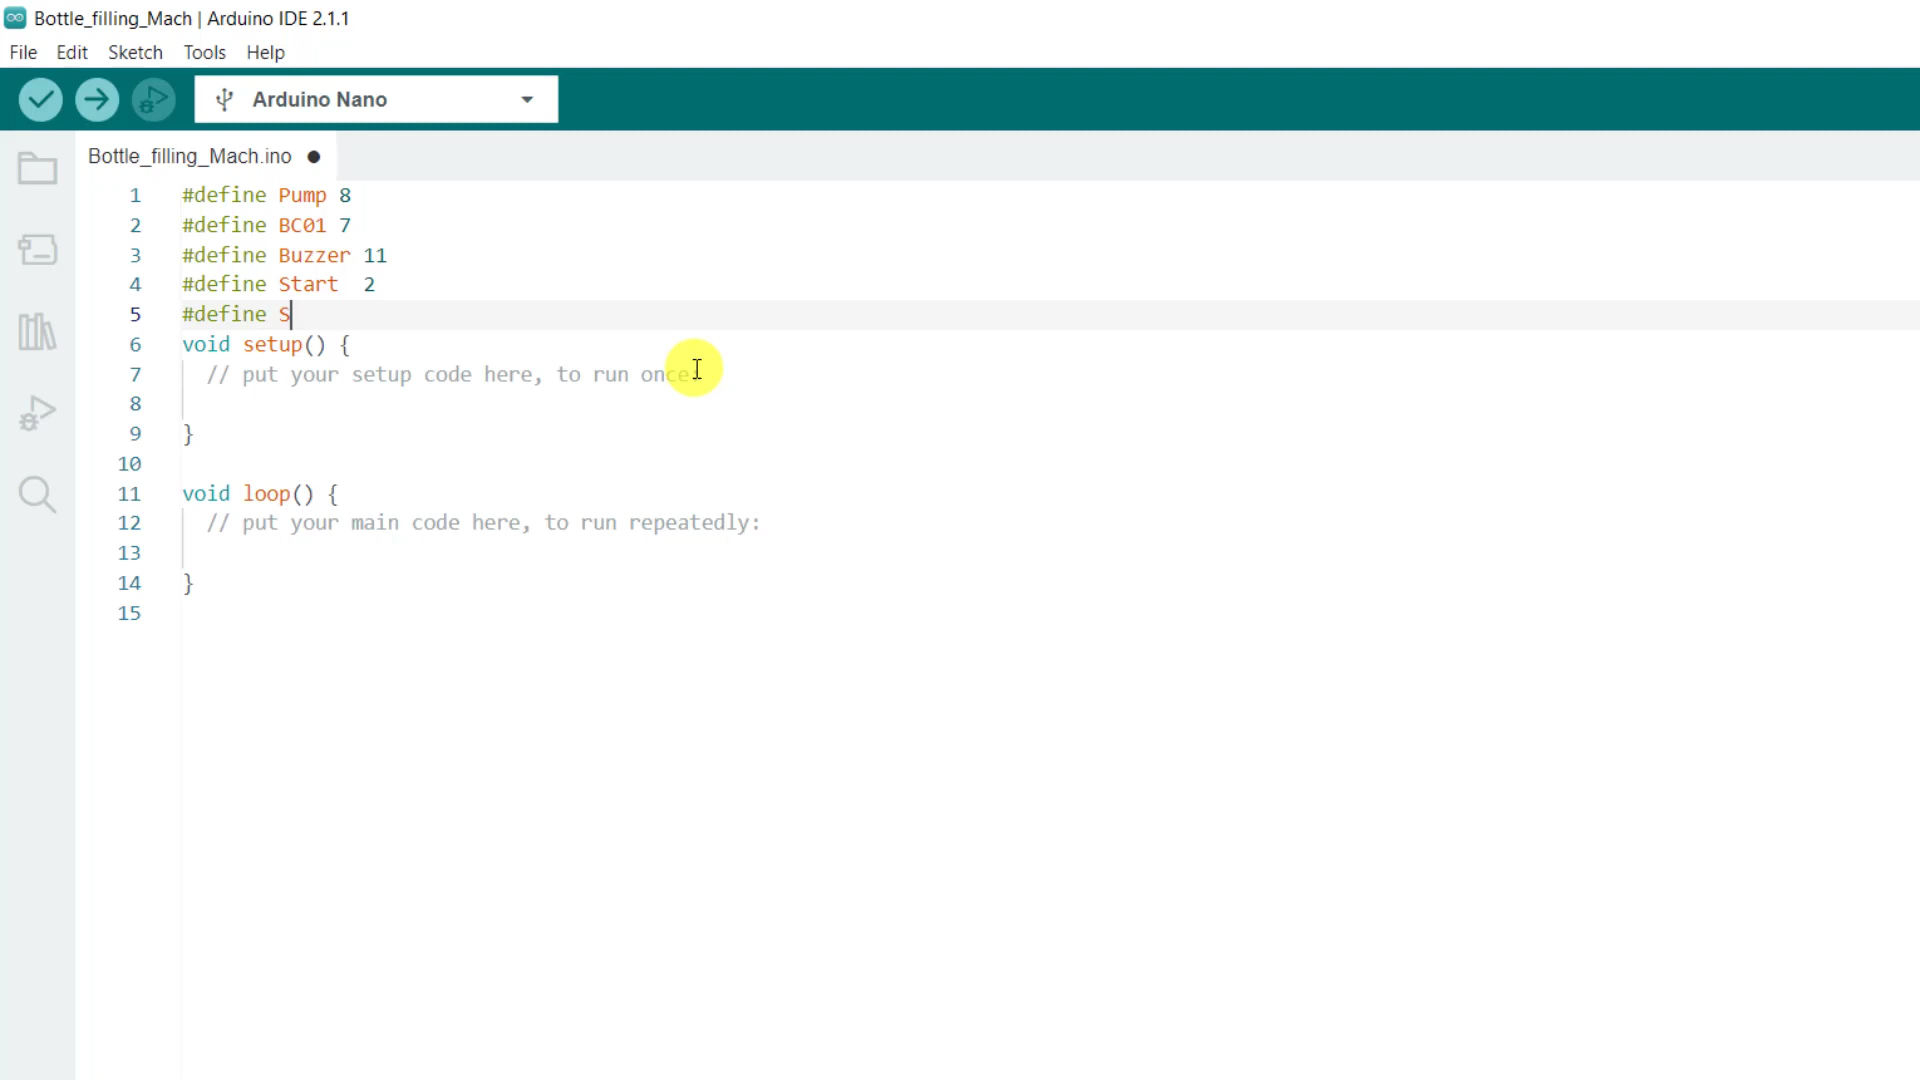 Bottle_filling_Mach | Arduino IDE 2.1.1
File Edit Sketch Tools Help
Arduino Nano
Bottle_filling_Mach.ino
1 #define Pump 8
2 #define BC01 7
3 #define Buzzer 11
4 #define Start  2
5 #define S
6 void setup() {
7 // put your setup code here, to run once:
8
9 }
10
11 void loop() {
12 // put your main code here, to run repeatedly:
13
14 }
15